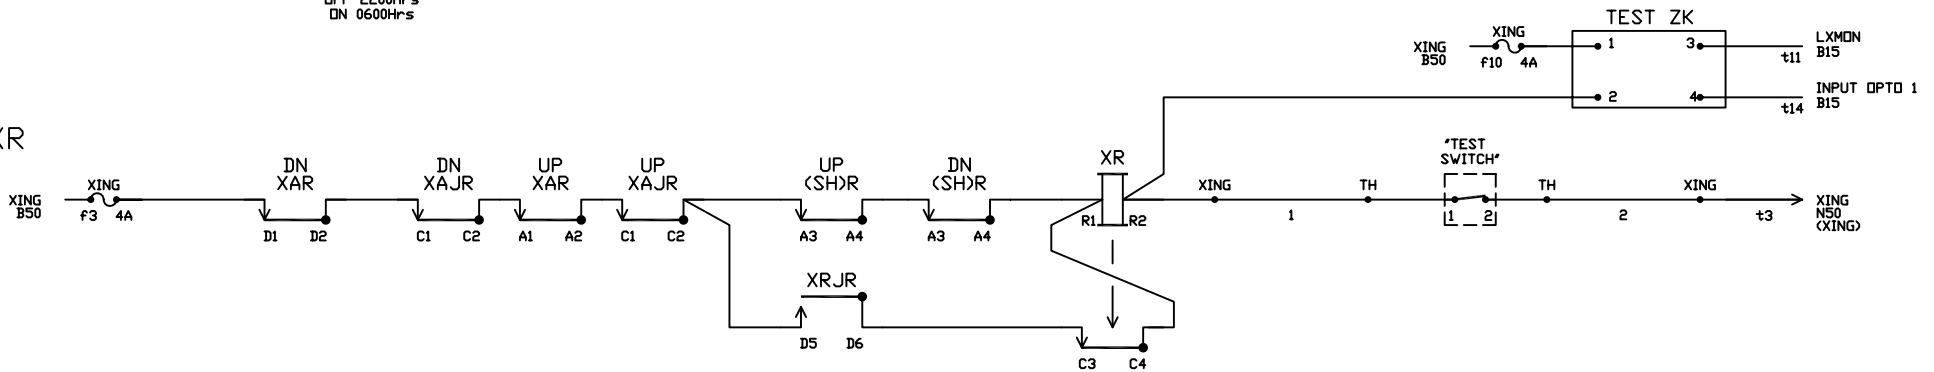 ON 0600Hrs
TEST ZK
XING
XING
B50
f10 4A
1 3
2 4
t11
LXMON
B15
t14
INPUT OPTO 1
B15
XR
XING
B50
XING
f3 4A
DN
XAR
D1 D2
DN
XAJR
C1 C2
UP
XAR
A1 A2
UP
XAJR
C1 C2
UP
(SH)R
A3 A4
DN
(SH)R
A3 A4
XR
R1 R2
XING
1
TH
"TEST
SWITCH"
1 2
TH
2
XING
t3
XING
N50
(XING)
XRJR
D5 D6
C3 C4